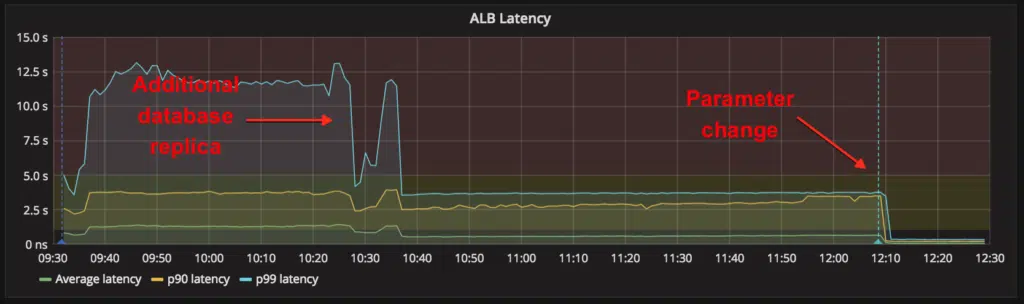 ALB Latency
15.0 s
12.5 s
10.0 s
7.5 s
5.0 s
2.5 s
0 ns
Additional
database
replica
Parameter
change
09:30 09:40 09:50 10:00 10:10 10:20 10:30 10:40 10:50 11:00 11:10 11:20 11:30 11:40 11:50 12:00 12:10 12:20 12:30
Average latency p90 latency p99 latency